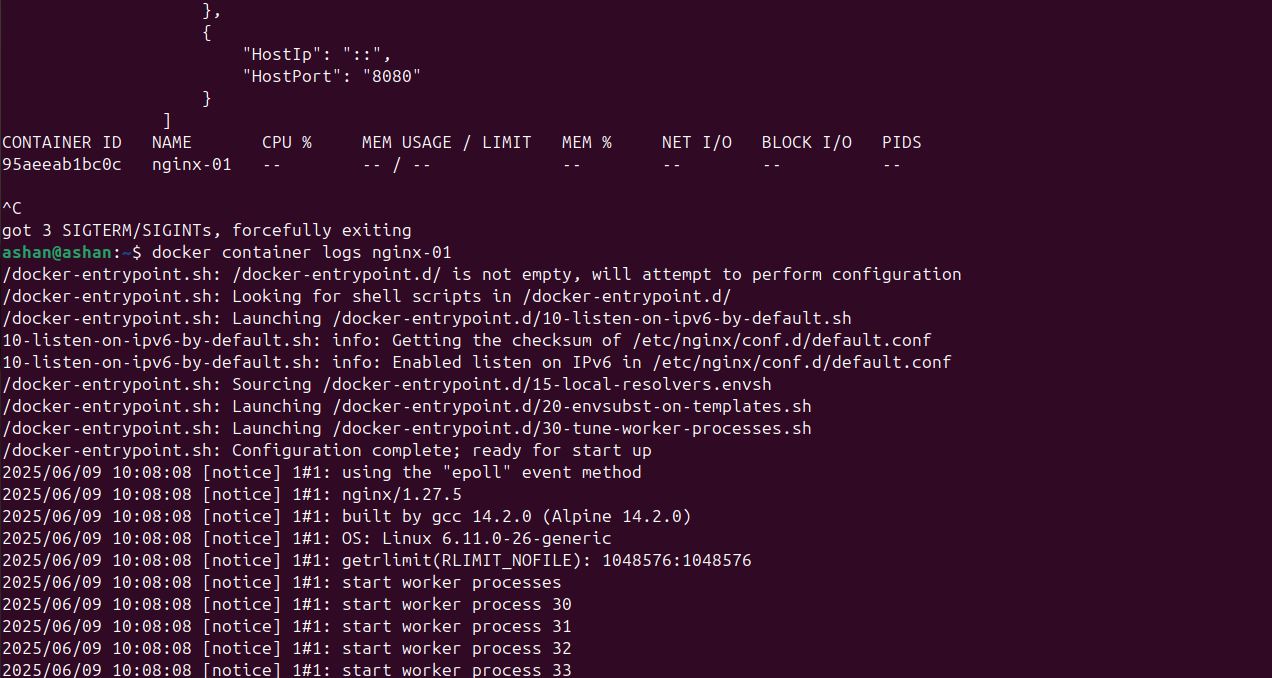 },
{
"HostIp": "::",
"HostPort": "8080"
}
]
CONTAINER ID   NAME       CPU %     MEM USAGE / LIMIT   MEM %     NET I/O   BLOCK I/O   PIDS
95aeeab1bc0c   nginx-01   --        -- / --             --        --        --          --
^C
got 3 SIGTERM/SIGINTs, forcefully exiting
ashan@ashan:~$ docker container logs nginx-01
/docker-entrypoint.sh: /docker-entrypoint.d/ is not empty, will attempt to perform configuration
/docker-entrypoint.sh: Looking for shell scripts in /docker-entrypoint.d/
/docker-entrypoint.sh: Launching /docker-entrypoint.d/10-listen-on-ipv6-by-default.sh
10-listen-on-ipv6-by-default.sh: info: Getting the checksum of /etc/nginx/conf.d/default.conf
10-listen-on-ipv6-by-default.sh: info: Enabled listen on IPv6 in /etc/nginx/conf.d/default.conf
/docker-entrypoint.sh: Sourcing /docker-entrypoint.d/15-local-resolvers.envsh
/docker-entrypoint.sh: Launching /docker-entrypoint.d/20-envsubst-on-templates.sh
/docker-entrypoint.sh: Launching /docker-entrypoint.d/30-tune-worker-processes.sh
/docker-entrypoint.sh: Configuration complete; ready for start up
2025/06/09 10:08:08 [notice] 1#1: using the "epoll" event method
2025/06/09 10:08:08 [notice] 1#1: nginx/1.27.5
2025/06/09 10:08:08 [notice] 1#1: built by gcc 14.2.0 (Alpine 14.2.0)
2025/06/09 10:08:08 [notice] 1#1: OS: Linux 6.11.0-26-generic
2025/06/09 10:08:08 [notice] 1#1: getrlimit(RLIMIT_NOFILE): 1048576:1048576
2025/06/09 10:08:08 [notice] 1#1: start worker processes
2025/06/09 10:08:08 [notice] 1#1: start worker process 30
2025/06/09 10:08:08 [notice] 1#1: start worker process 31
2025/06/09 10:08:08 [notice] 1#1: start worker process 32
2025/06/09 10:08:08 [notice] 1#1: start worker process 33